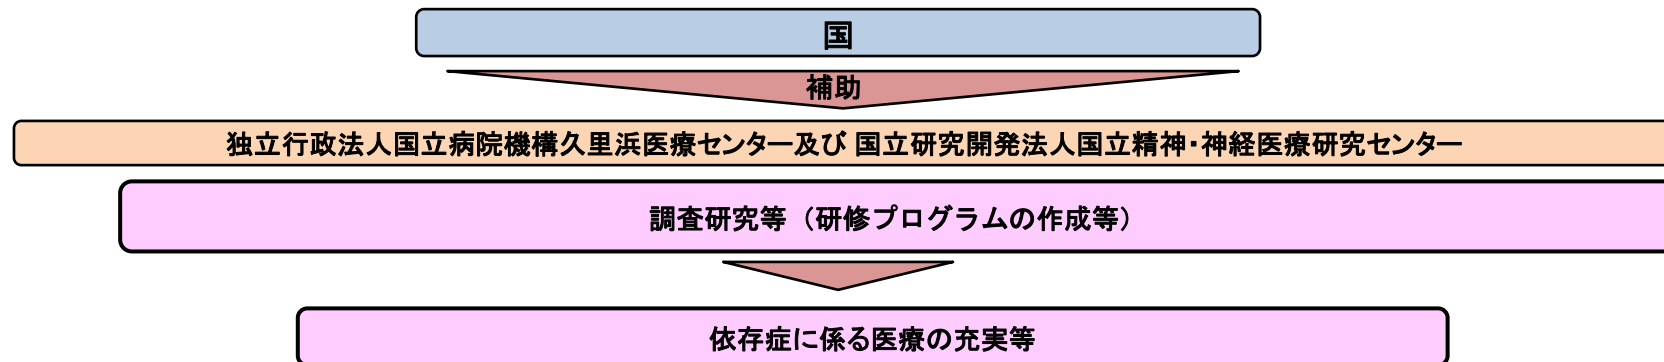 国
補助
独立行政法人国立病院機構久里浜医療センター及び 国立研究開発法人国立精神・神経医療研究センター
調査研究等（研修プログラムの作成等）
依存症に係る医療の充実等